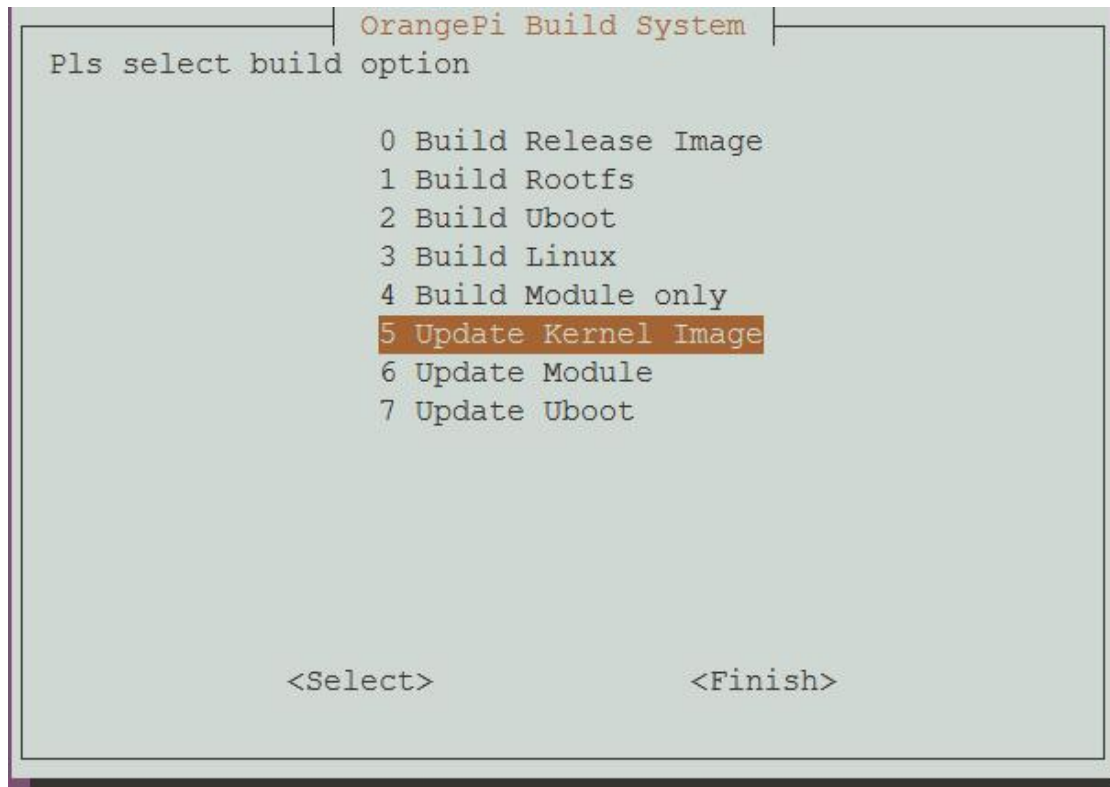 OrangePi Build System
Pls select build option
0 Build Release Image
1 Build Rootfs
2 Build Uboot
3 Build Linux
4 Build Module only
5 Update Kernel Image
6 Update Module
7 Update Uboot
<Select> <Finish>